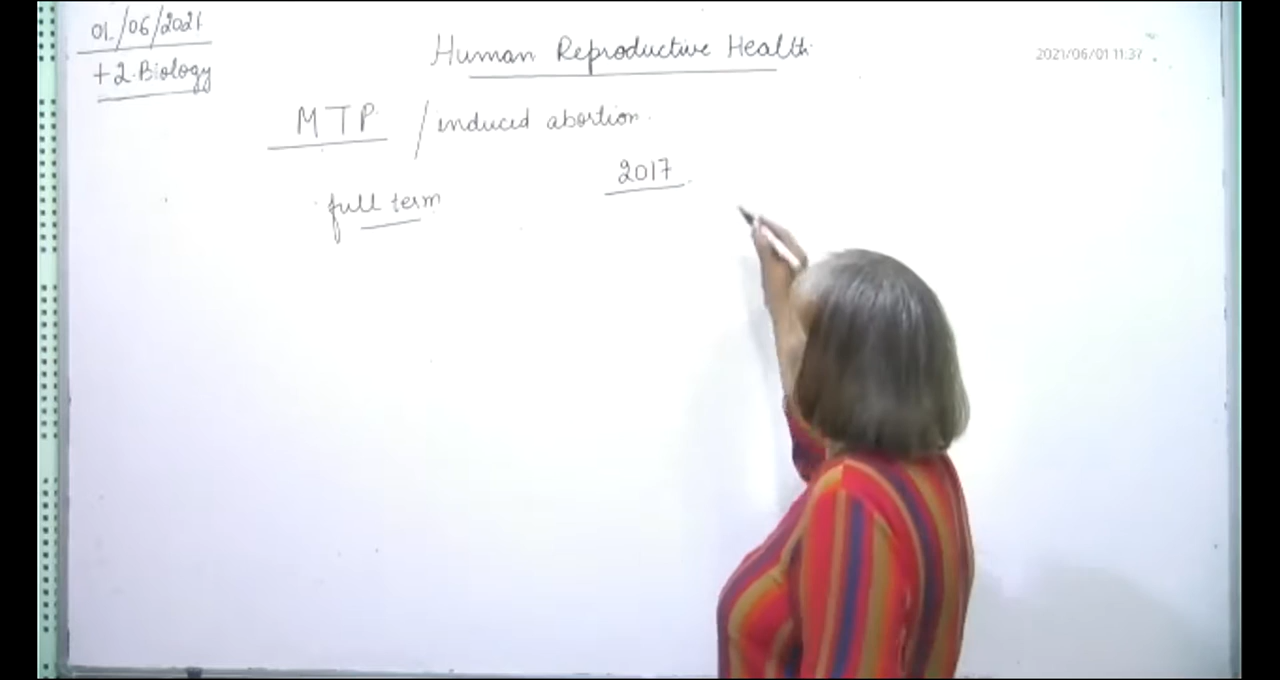 01/06/2021
+2 Biology
Human Reproductive Health
2021/06/01 11:37
MTP / induced abortion
2017
full term